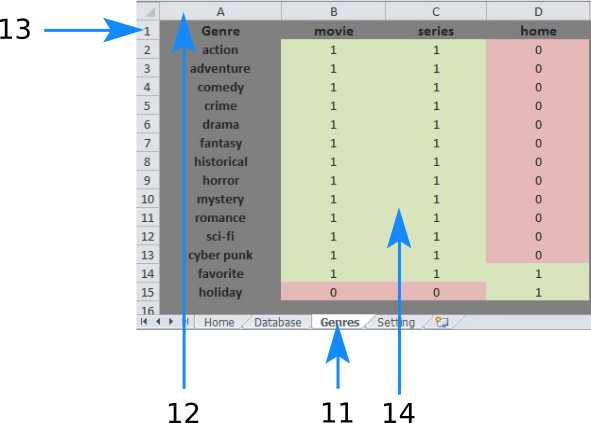 A B C D
13 1 Genre movie series home
2 action 1 1 0
3 adventure 1 1 0
4 comedy 1 1 0
5 crime 1 1 0
6 drama 1 1 0
7 fantasy 1 1 0
8 historical 1 1 0
9 horror 1 1 0
10 mystery 1 1 0
11 romance 1 1 0
12 sci-fi 1 1 0
13 cyber punk 1 1 0
14 favorite 1 1 1
15 holiday 0 0 1
16
Home Database Genres Setting
12 11 14